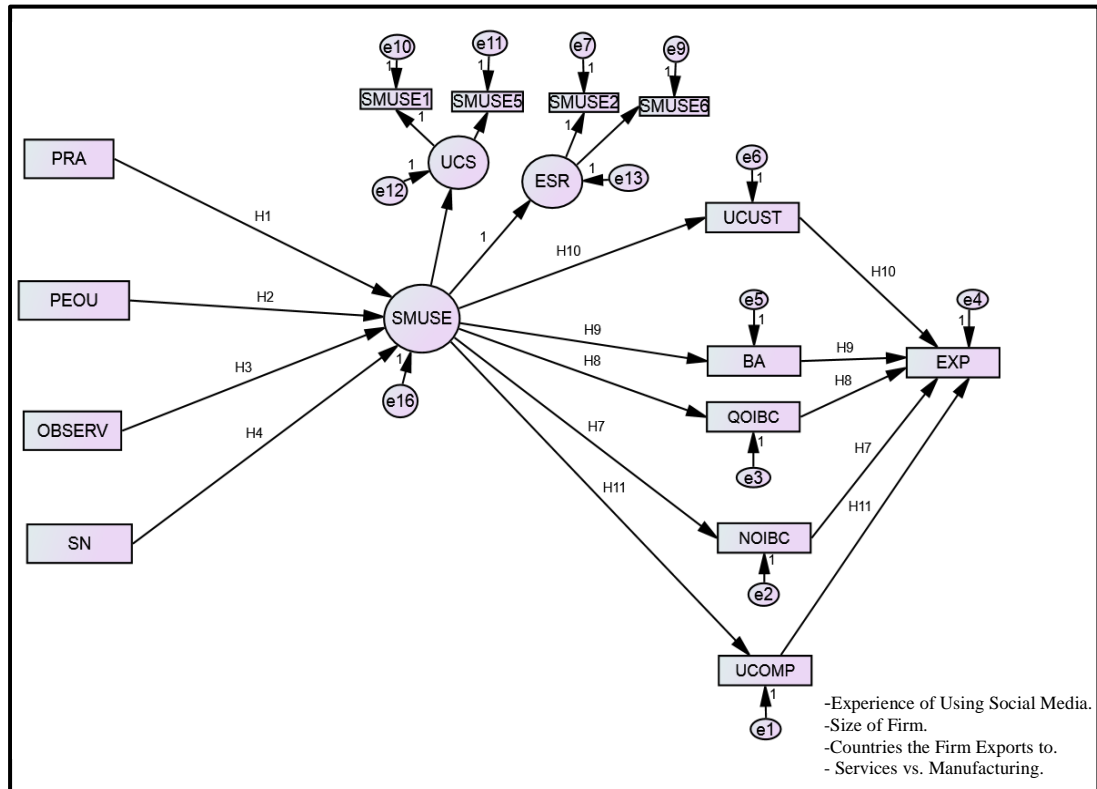 e10
e11
e7
e9
1
1
1
1
SMUSE1
SMUSE5
SMUSE2
SMUSE6
1
1
PRA
UCS
ESR
e6
1
1
1
e12
e13
UCUST
H1
1
H10
H10
H2
PEOU
SMUSE
e5
e4
1
1
H9
H9
BA
EXP
H3
H8
H8
1
e16
QOIBC
OBSERV
H4
H7
1
H7
e3
H11
H11
SN
NOIBC
1
e2
UCOMP
1
e1
-Experience of Using Social Media.
-Size of Firm.
-Countries the Firm Exports to.
- Services vs. Manufacturing.